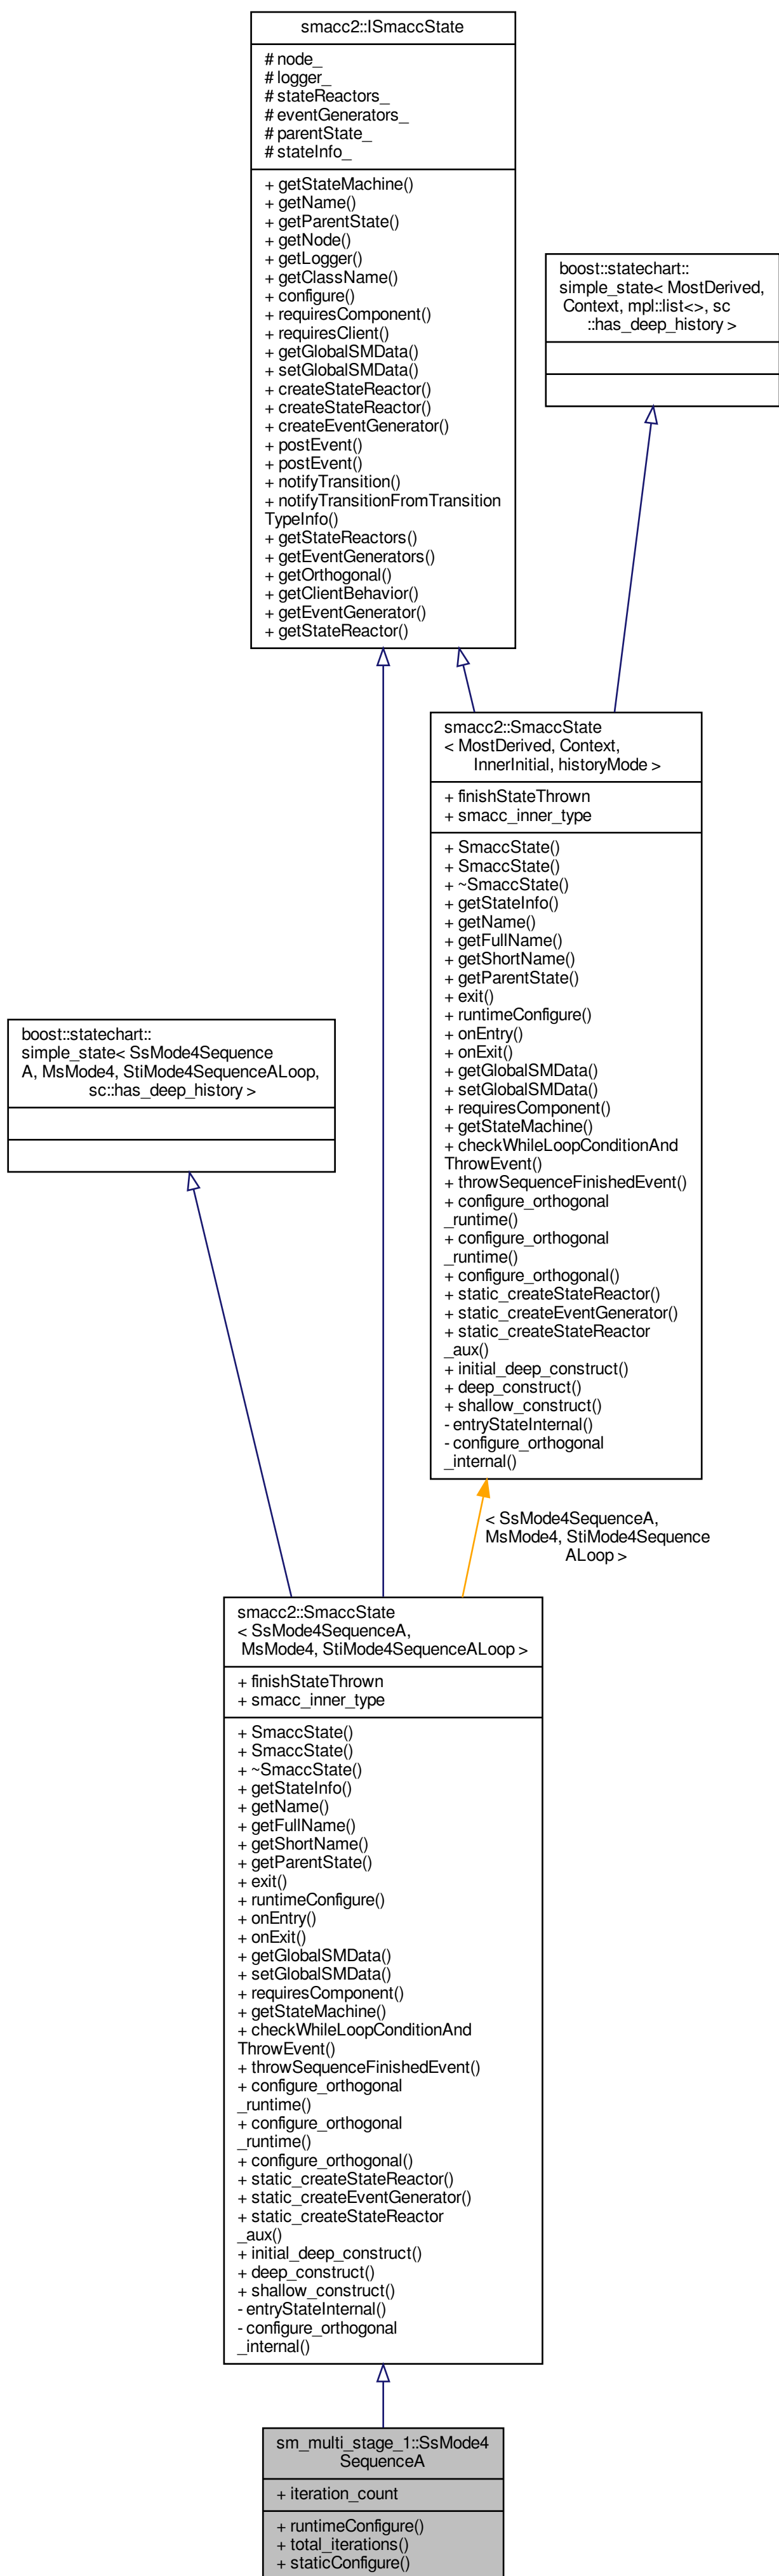 smacc2::ISmaccState
# node_
# logger_
# stateReactors_
# eventGenerators_
# parentState_
# stateInfo_
+ getStateMachine()
+ getName()
+ getParentState()
+ getNode()
+ getLogger()
+ getClassName()
+ configure()
+ requiresComponent()
+ requiresClient()
+ getGlobalSMData()
+ setGlobalSMData()
+ createStateReactor()
+ createStateReactor()
+ createEventGenerator()
+ postEvent()
+ postEvent()
+ notifyTransition()
+ notifyTransitionFromTransition
TypeInfo()
+ getStateReactors()
+ getEventGenerators()
+ getOrthogonal()
+ getClientBehavior()
+ getEventGenerator()
+ getStateReactor()
boost::statechart::
simple_state< MostDerived,
Context, mpl::list<>, sc
::has_deep_history >
smacc2::SmaccState
< MostDerived, Context,
InnerInitial, historyMode >
+ finishStateThrown
+ smacc_inner_type
+ SmaccState()
+ SmaccState()
+ ~SmaccState()
+ getStateInfo()
+ getName()
+ getFullName()
+ getShortName()
+ getParentState()
+ exit()
+ runtimeConfigure()
+ onEntry()
+ onExit()
+ getGlobalSMData()
+ setGlobalSMData()
+ requiresComponent()
+ getStateMachine()
+ checkWhileLoopConditionAnd
ThrowEvent()
+ throwSequenceFinishedEvent()
+ configure_orthogonal
_runtime()
+ configure_orthogonal
_runtime()
+ configure_orthogonal()
+ static_createStateReactor()
+ static_createEventGenerator()
+ static_createStateReactor
_aux()
+ initial_deep_construct()
+ deep_construct()
+ shallow_construct()
- entryStateInternal()
- configure_orthogonal
_internal()
boost::statechart::
simple_state< SsMode4Sequence
A, MsMode4, StiMode4SequenceALoop,
sc::has_deep_history >
< SsMode4SequenceA,
MsMode4, StiMode4Sequence
ALoop >
smacc2::SmaccState
< SsMode4SequenceA,
MsMode4, StiMode4SequenceALoop >
+ finishStateThrown
+ smacc_inner_type
+ SmaccState()
+ SmaccState()
+ ~SmaccState()
+ getStateInfo()
+ getName()
+ getFullName()
+ getShortName()
+ getParentState()
+ exit()
+ runtimeConfigure()
+ onEntry()
+ onExit()
+ getGlobalSMData()
+ setGlobalSMData()
+ requiresComponent()
+ getStateMachine()
+ checkWhileLoopConditionAnd
ThrowEvent()
+ throwSequenceFinishedEvent()
+ configure_orthogonal
_runtime()
+ configure_orthogonal
_runtime()
+ configure_orthogonal()
+ static_createStateReactor()
+ static_createEventGenerator()
+ static_createStateReactor
_aux()
+ initial_deep_construct()
+ deep_construct()
+ shallow_construct()
- entryStateInternal()
- configure_orthogonal
_internal()
sm_multi_stage_1::SsMode4
SequenceA
+ iteration_count
+ runtimeConfigure()
+ total_iterations()
+ staticConfigure()